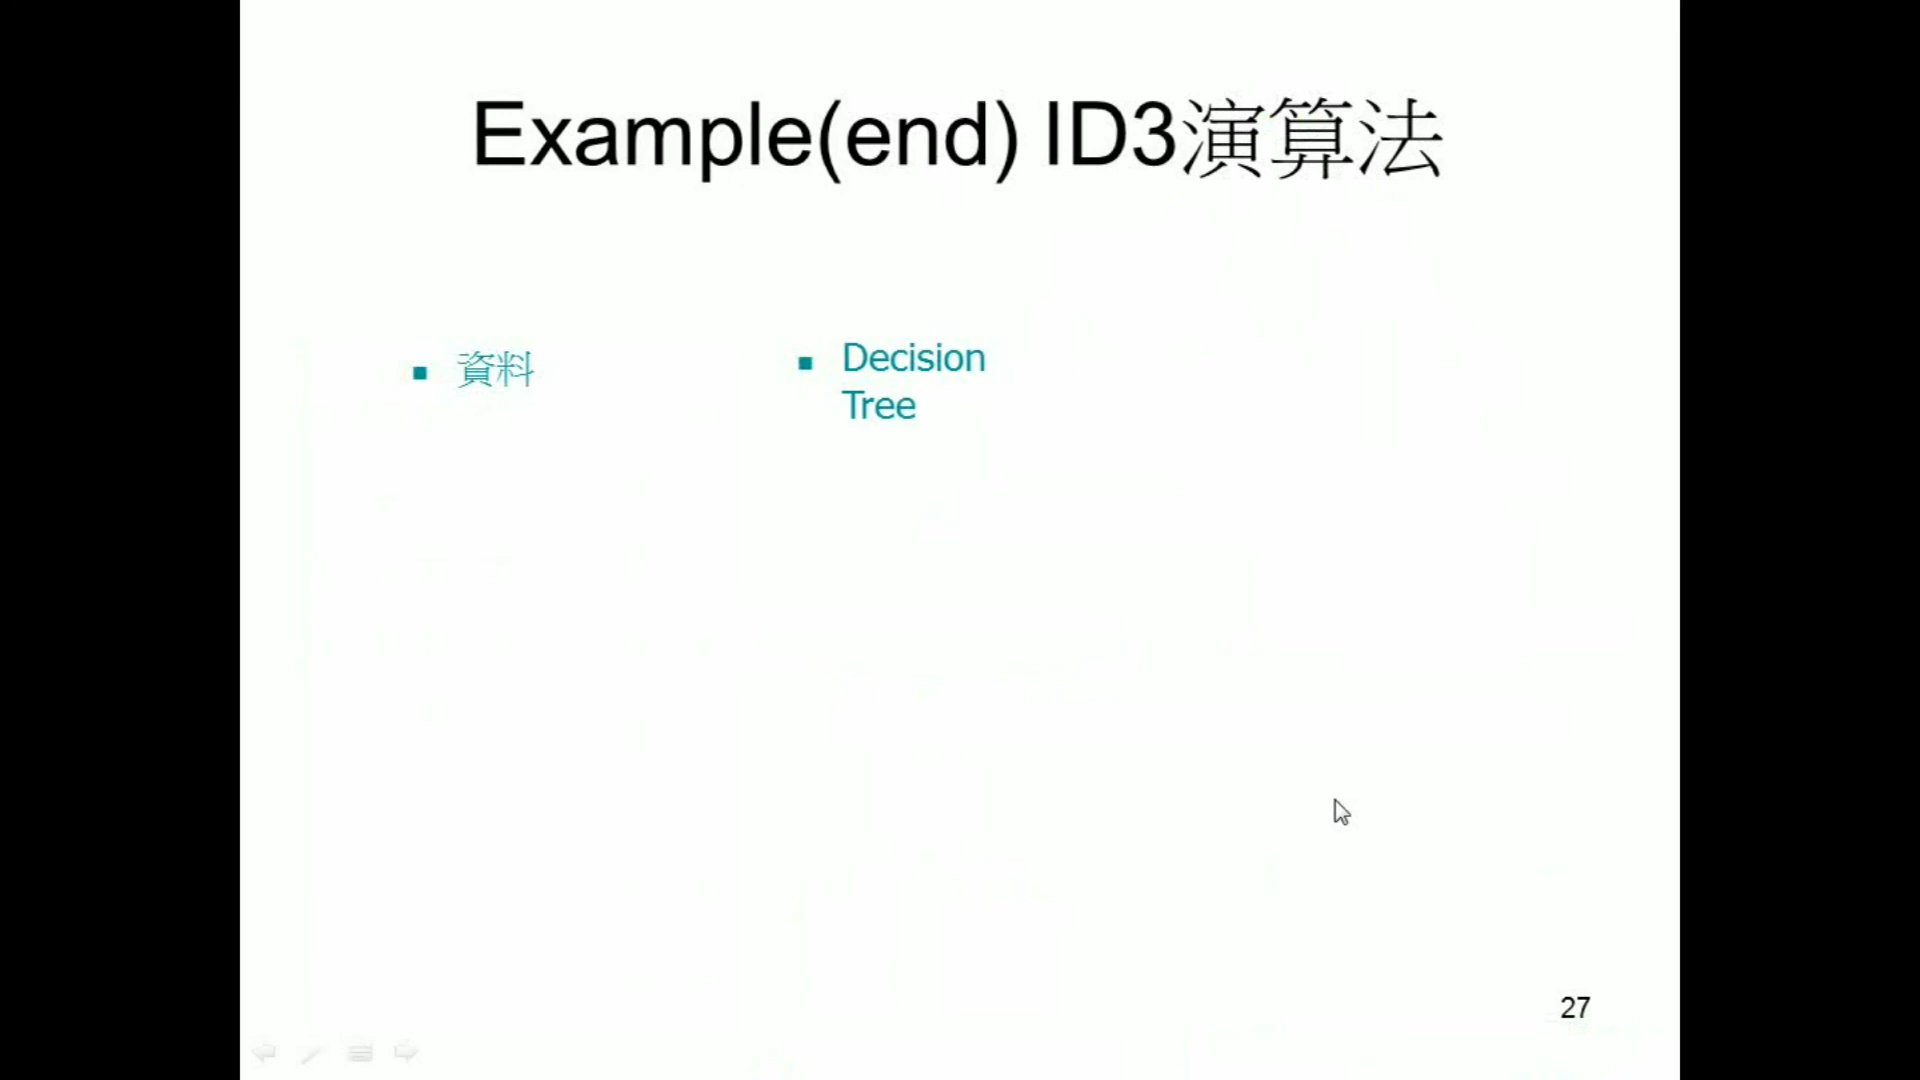 Example(end) ID3演算法
資料
Decision
Tree
27